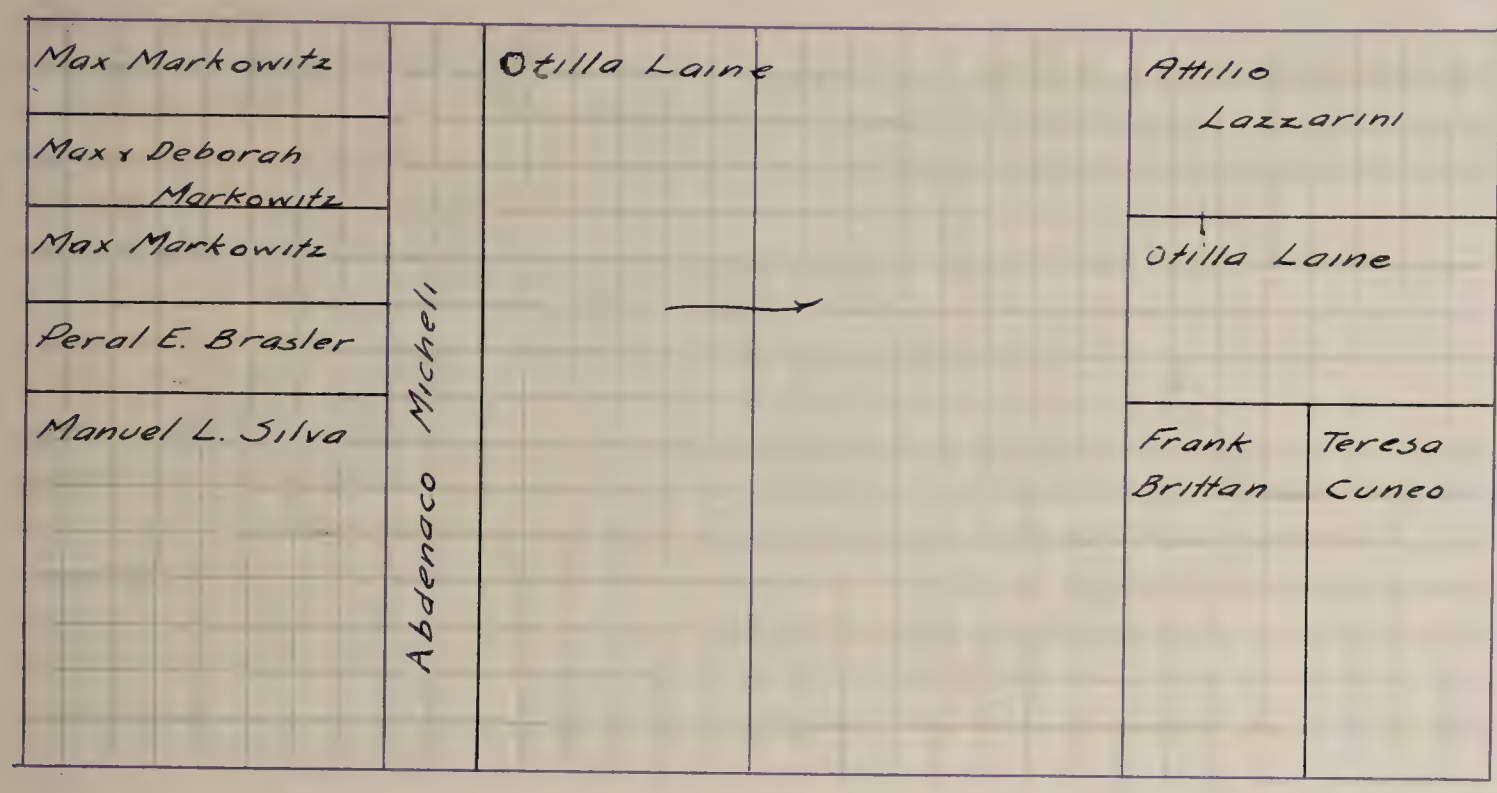 Max Markowitz
Max & Deborah
Markowitz
Max Markowitz
Peral E. Brasler
Manuel L. Silva
Abdenaco Micheli
Otilla Laine
Attilio
Lazzarini
Otilla Laine
Frank
Brittan
Teresa
Cuneo